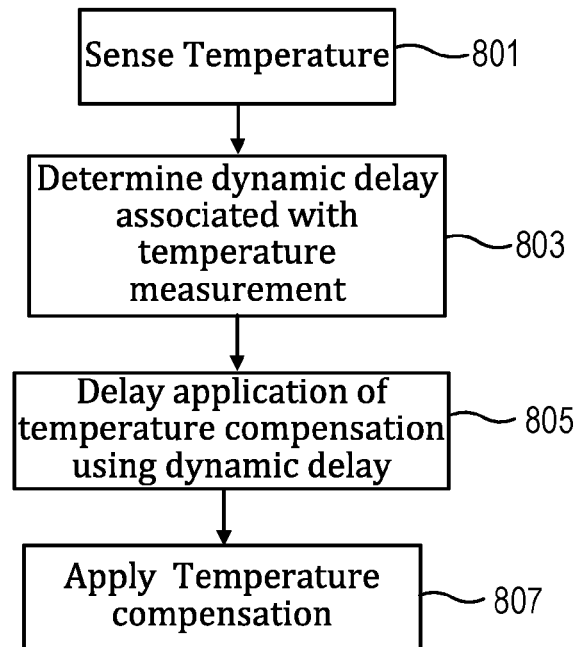 Sense Temperature
801
Determine dynamic delay
associated with
temperature
measurement
803
Delay application of
temperature compensation
using dynamic delay
805
Apply Temperature
compensation
807